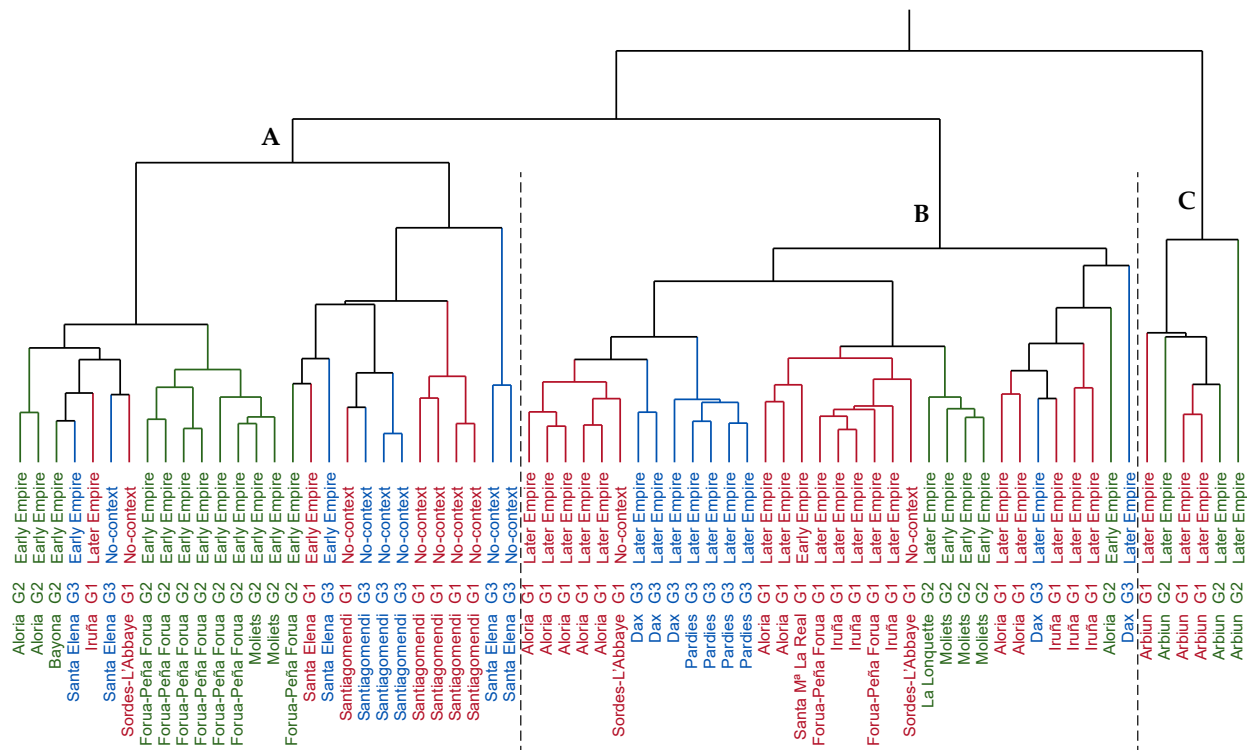 A
B
C
Aloria G2 Early Empire
Aloria G2 Early Empire
Bayona G2 Early Empire
Santa Elena G3 Early Empire
Iruña G1 Later Empire
Santa Elena G3 No-context
Sordes-L'Abbaye G1 No-context
Forua-Peña Forua G2 Early Empire
Forua-Peña Forua G2 Early Empire
Forua-Peña Forua G2 Early Empire
Forua-Peña Forua G2 Early Empire
Forua-Peña Forua G2 Early Empire
Forua-Peña Forua G2 Early Empire
Moliets G2 Early Empire
Moliets G2 Early Empire
Forua-Peña Forua G2 Early Empire
Santa Elena G1 Early Empire
Santa Elena G3 Early Empire
Santiagomendi G1 No-context
Santiagomendi G3 No-context
Santiagomendi G3 No-context
Santiagomendi G3 No-context
Santiagomendi G1 No-context
Santiagomendi G1 No-context
Santiagomendi G1 No-context
Santiagomendi G1 No-context
Santa Elena G3 No-context
Santa Elena G3 No-context
Aloria G1 Later Empire
Aloria G1 Later Empire
Aloria G1 Later Empire
Aloria G1 Later Empire
Aloria G1 Later Empire
Sordes-L'Abbaye G1 No-context
Dax G3 Later Empire
Dax G3 Later Empire
Dax G3 Later Empire
Pardies G3 Later Empire
Pardies G3 Later Empire
Pardies G3 Later Empire
Pardies G3 Later Empire
Aloria G1 Later Empire
Aloria G1 Later Empire
Santa Mª La Real G1 Early Empire
Forua-Peña Forua G1 Later Empire
Iruña G1 Later Empire
Iruña G1 Later Empire
Forua-Peña Forua G1 Later Empire
Iruña G1 Later Empire
Sordes-L'Abbaye G1 No-context
La Lonquette G2 Later Empire
Moliets G2 Early Empire
Moliets G2 Early Empire
Moliets G2 Early Empire
Aloria G1 Later Empire
Aloria G1 Later Empire
Dax G3 Later Empire
Iruña G1 Later Empire
Iruña G1 Later Empire
Iruña G1 Later Empire
Aloria G2 Early Empire
Dax G3 Later Empire
Arbiun G1 Later Empire
Arbiun G2 Later Empire
Arbiun G1 Later Empire
Arbiun G1 Later Empire
Arbiun G2 Later Empire
Arbiun G2 Later Empire